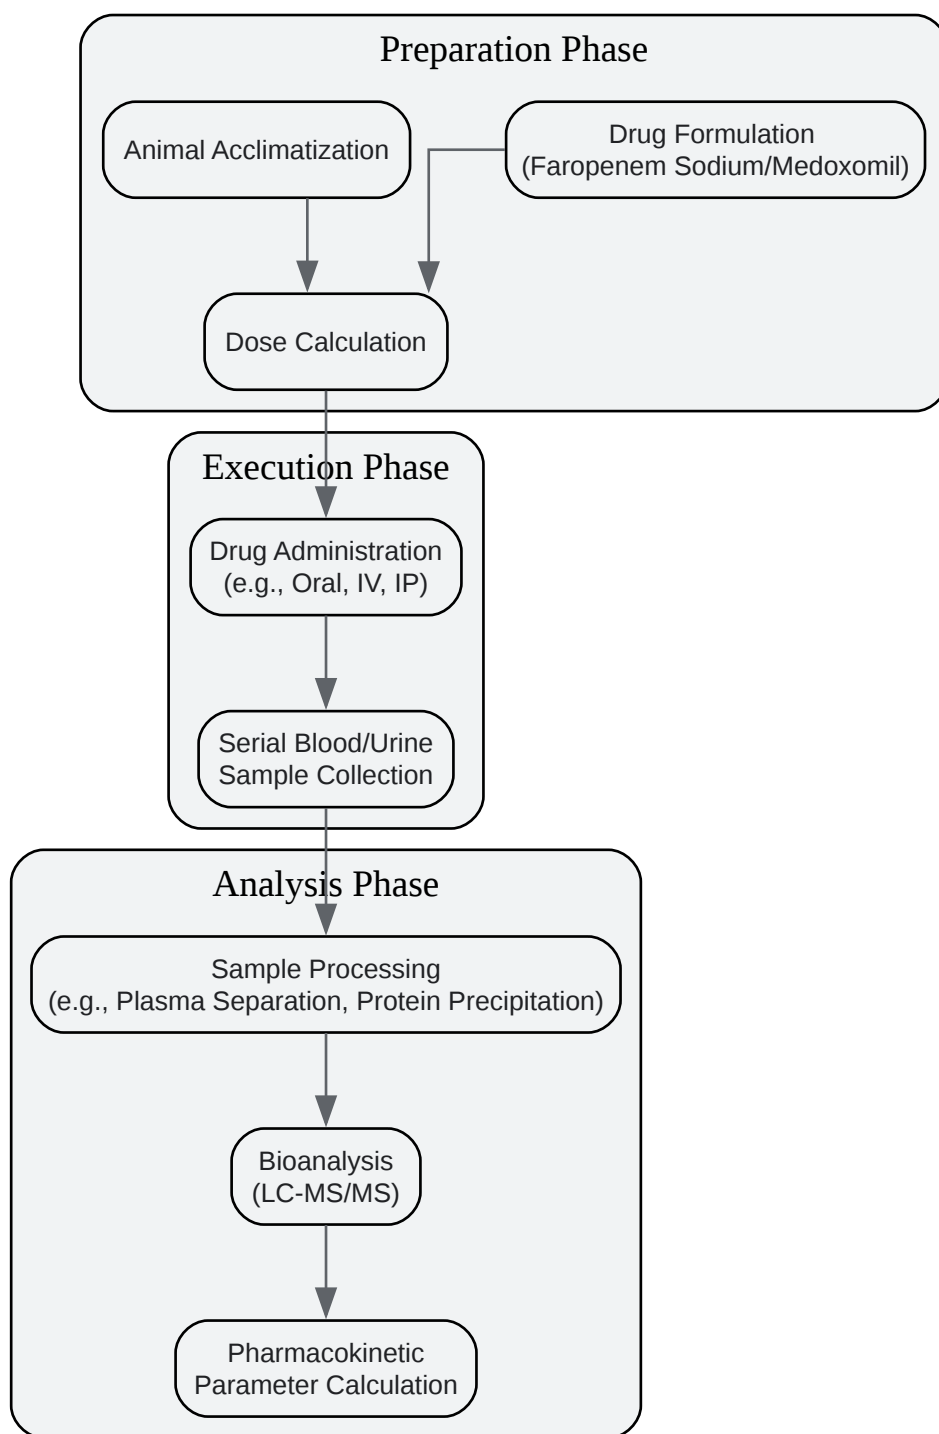 Preparation Phase
Animal Acclimatization
Drug Formulation
(Faropenem Sodium/Medoxomil)
Dose Calculation
Execution Phase
Drug Administration
(e.g., Oral, IV, IP)
Serial Blood/Urine
Sample Collection
Analysis Phase
Sample Processing
(e.g., Plasma Separation, Protein Precipitation)
Bioanalysis
(LC-MS/MS)
Pharmacokinetic
Parameter Calculation